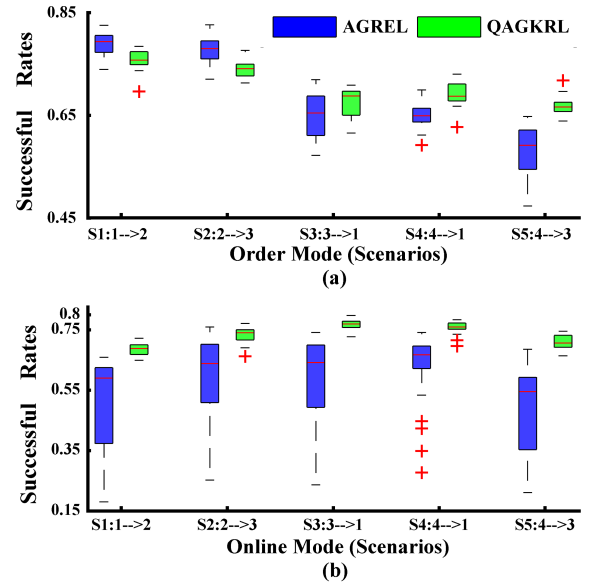 AGREL QAGKRL
Successful Rates
0.85
0.65
0.45
S1:1-->2 S2:2-->3 S3:3-->1 S4:4-->1 S5:4-->3
Order Mode (Scenarios)
(a)
Successful Rates
0.8
0.75
0.55
0.35
0.15
S1:1-->2 S2:2-->3 S3:3-->1 S4:4-->1 S5:4-->3
Online Mode (Scenarios)
(b)